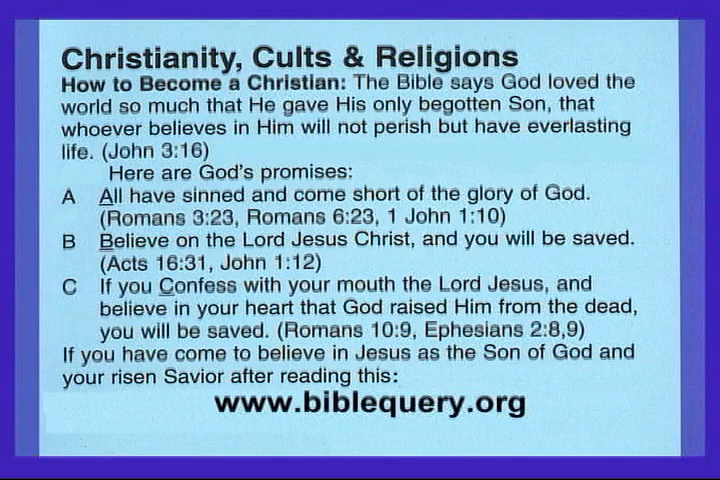 Christianity, Cults & Religions
How to Become a Christian: The Bible says God loved the
world so much that He gave His only begotten Son, that
whoever believes in Him will not perish but have everlasting
life. (John 3:16)
Here are God's promises:
A All have sinned and come short of the glory of God.
(Romans 3:23, Romans 6:23, 1 John 1:10)
B Believe on the Lord Jesus Christ, and you will be saved.
(Acts 16:31, John 1:12)
C If you Confess with your mouth the Lord Jesus, and
believe in your heart that God raised Him from the dead,
you will be saved. (Romans 10:9, Ephesians 2:8,9)
If you have come to believe in Jesus as the Son of God and
your risen Savior after reading this:
www.biblequery.org